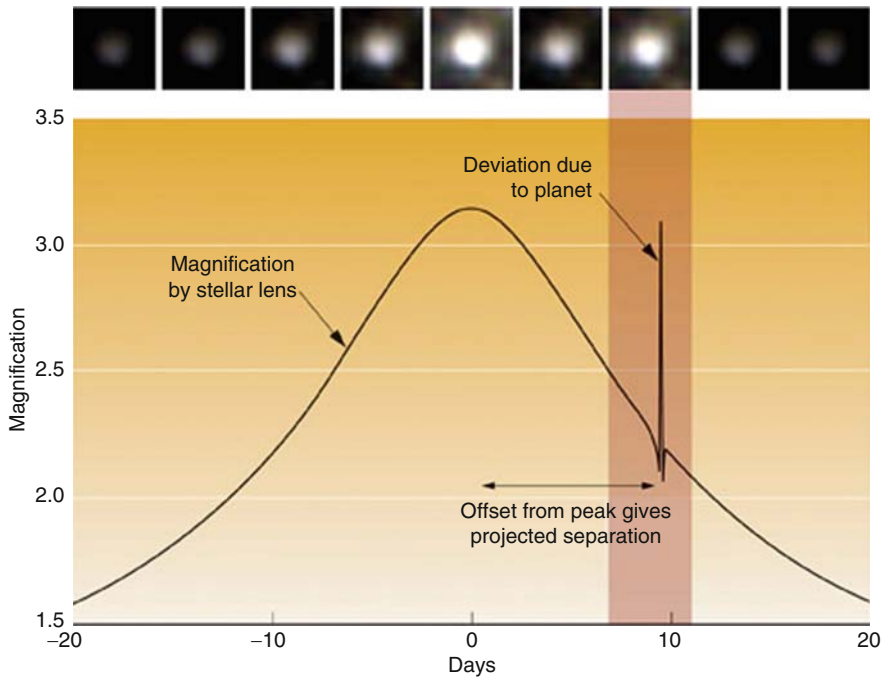 3.5
Deviation due
to planet
3.0
Magnification
by stellar lens
2.5
Magnification
2.0
Offset from peak gives
projected separation
1.5
−20
−10
0
10
20
Days